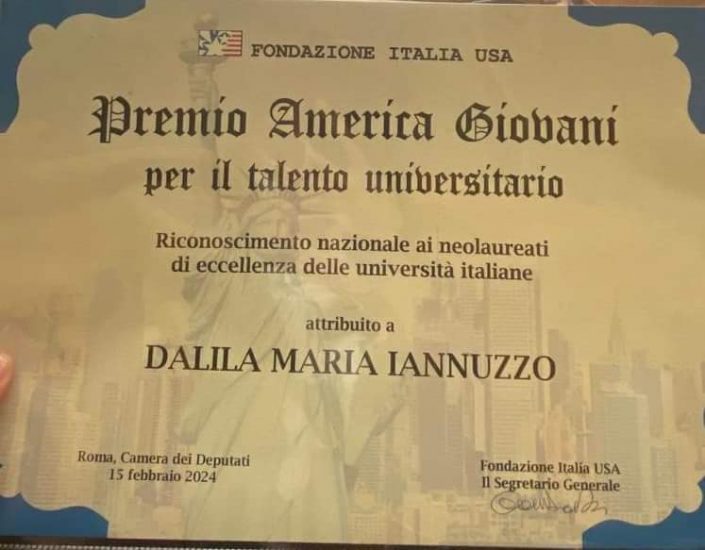 FONDAZIONE ITALIA USA
Premio America Giovani
per il talento universitario
Riconoscimento nazionale ai neolaureati
di eccellenza delle università italiane
attribuito a
DALILA MARIA IANNUZZO
Roma, Camera dei Deputati
15 febbraio 2024
Fondazione Italia USA
Il Segretario Generale